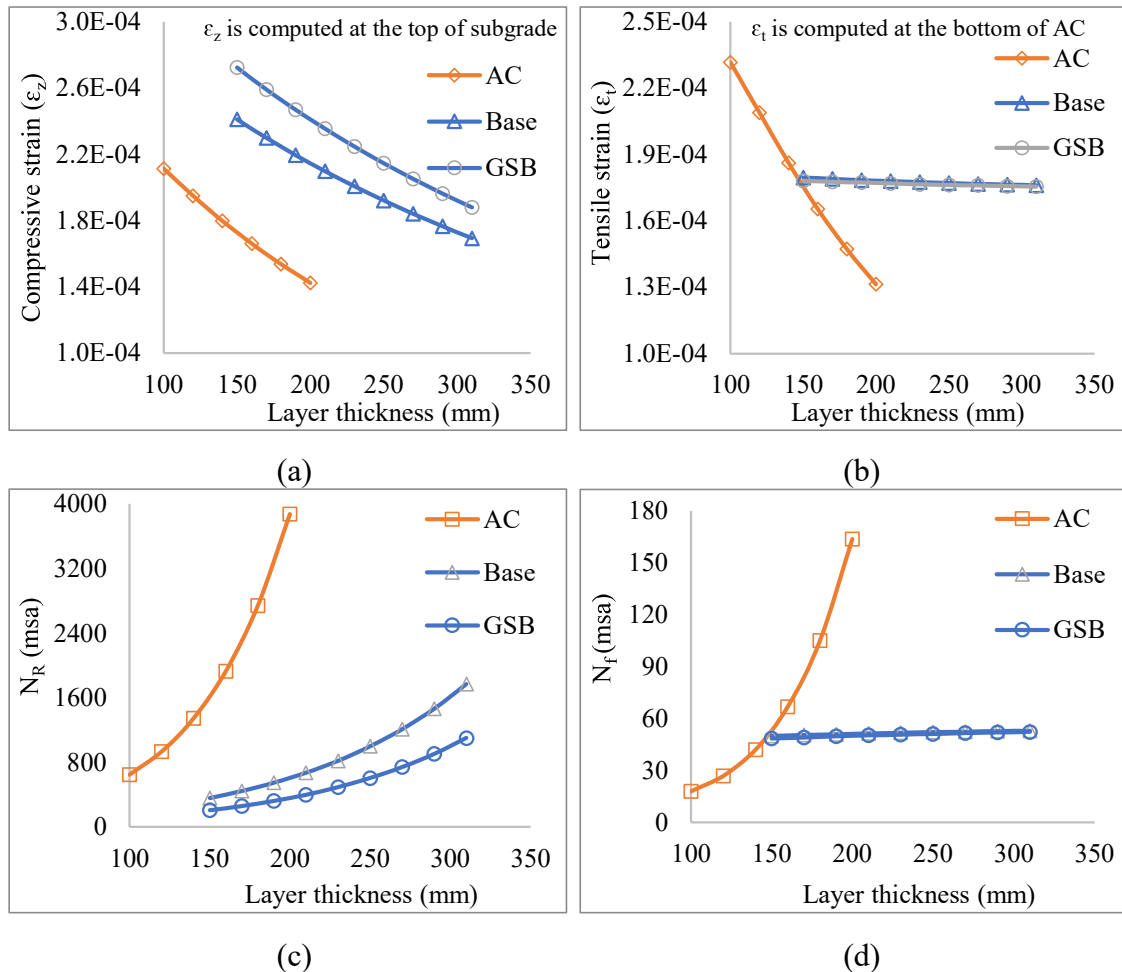 ε_z is computed at the top of subgrade
Compressive strain (ε_z)
3.0E-04
2.6E-04
2.2E-04
1.8E-04
1.4E-04
1.0E-04
AC
Base
GSB
100 150 200 250 300 350
Layer thickness (mm)
(a)
ε_t is computed at the bottom of AC
Tensile strain (ε_t)
2.5E-04
2.2E-04
1.9E-04
1.6E-04
1.3E-04
1.0E-04
AC
Base
GSB
100 150 200 250 300 350
Layer thickness (mm)
(b)
N_R (msa)
4000
3200
2400
1600
800
0
AC
Base
GSB
100 150 200 250 300 350
Layer thickness (mm)
(c)
N_f (msa)
180
150
120
90
60
30
0
AC
Base
GSB
100 150 200 250 300 350
Layer thickness (mm)
(d)